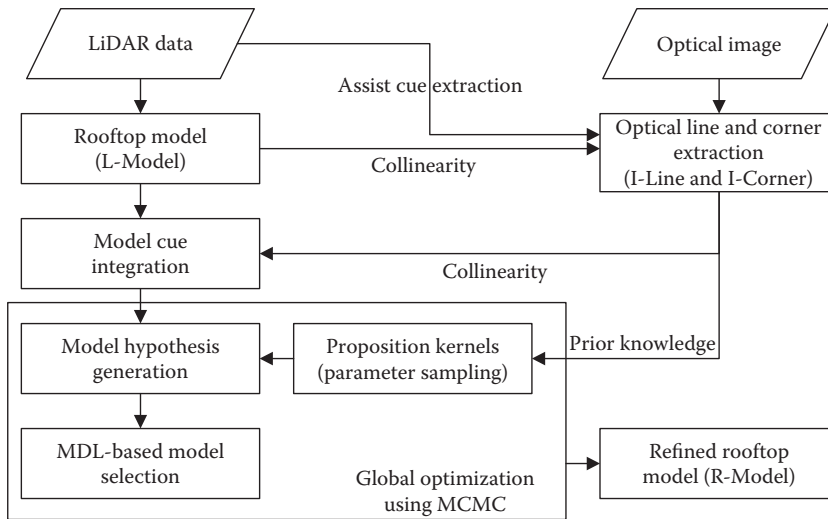 LiDAR data
Optical image
Assist cue extraction
Rooftop model
(L-Model)
Collinearity
Optical line and corner
extraction
(I-Line and I-Corner)
Model cue
integration
Collinearity
Model hypothesis
generation
Proposition kernels
(parameter sampling)
Prior knowledge
MDL-based model
selection
Global optimization
using MCMC
Refined rooftop
model (R-Model)